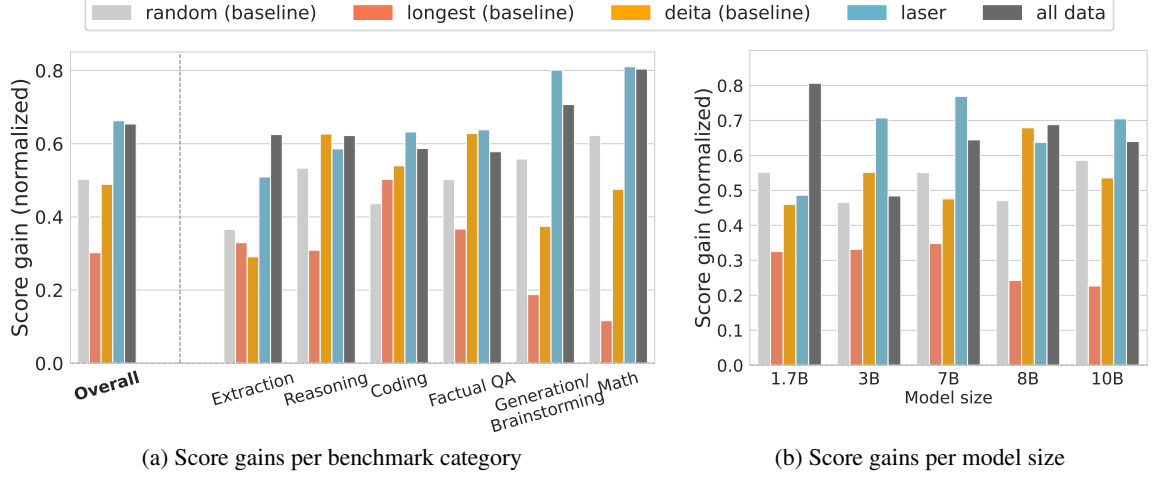 random (baseline) longest (baseline) deita (baseline) laser all data
Score gain (normalized)
0.8
0.6
0.4
0.2
0.0
Overall Extraction Reasoning Coding Factual QA Generation/ Math
Brainstorming
(a) Score gains per benchmark category
Score gain (normalized)
0.8
0.7
0.6
0.5
0.4
0.3
0.2
0.1
0.0
1.7B 3B 7B 8B 10B
Model size
(b) Score gains per model size